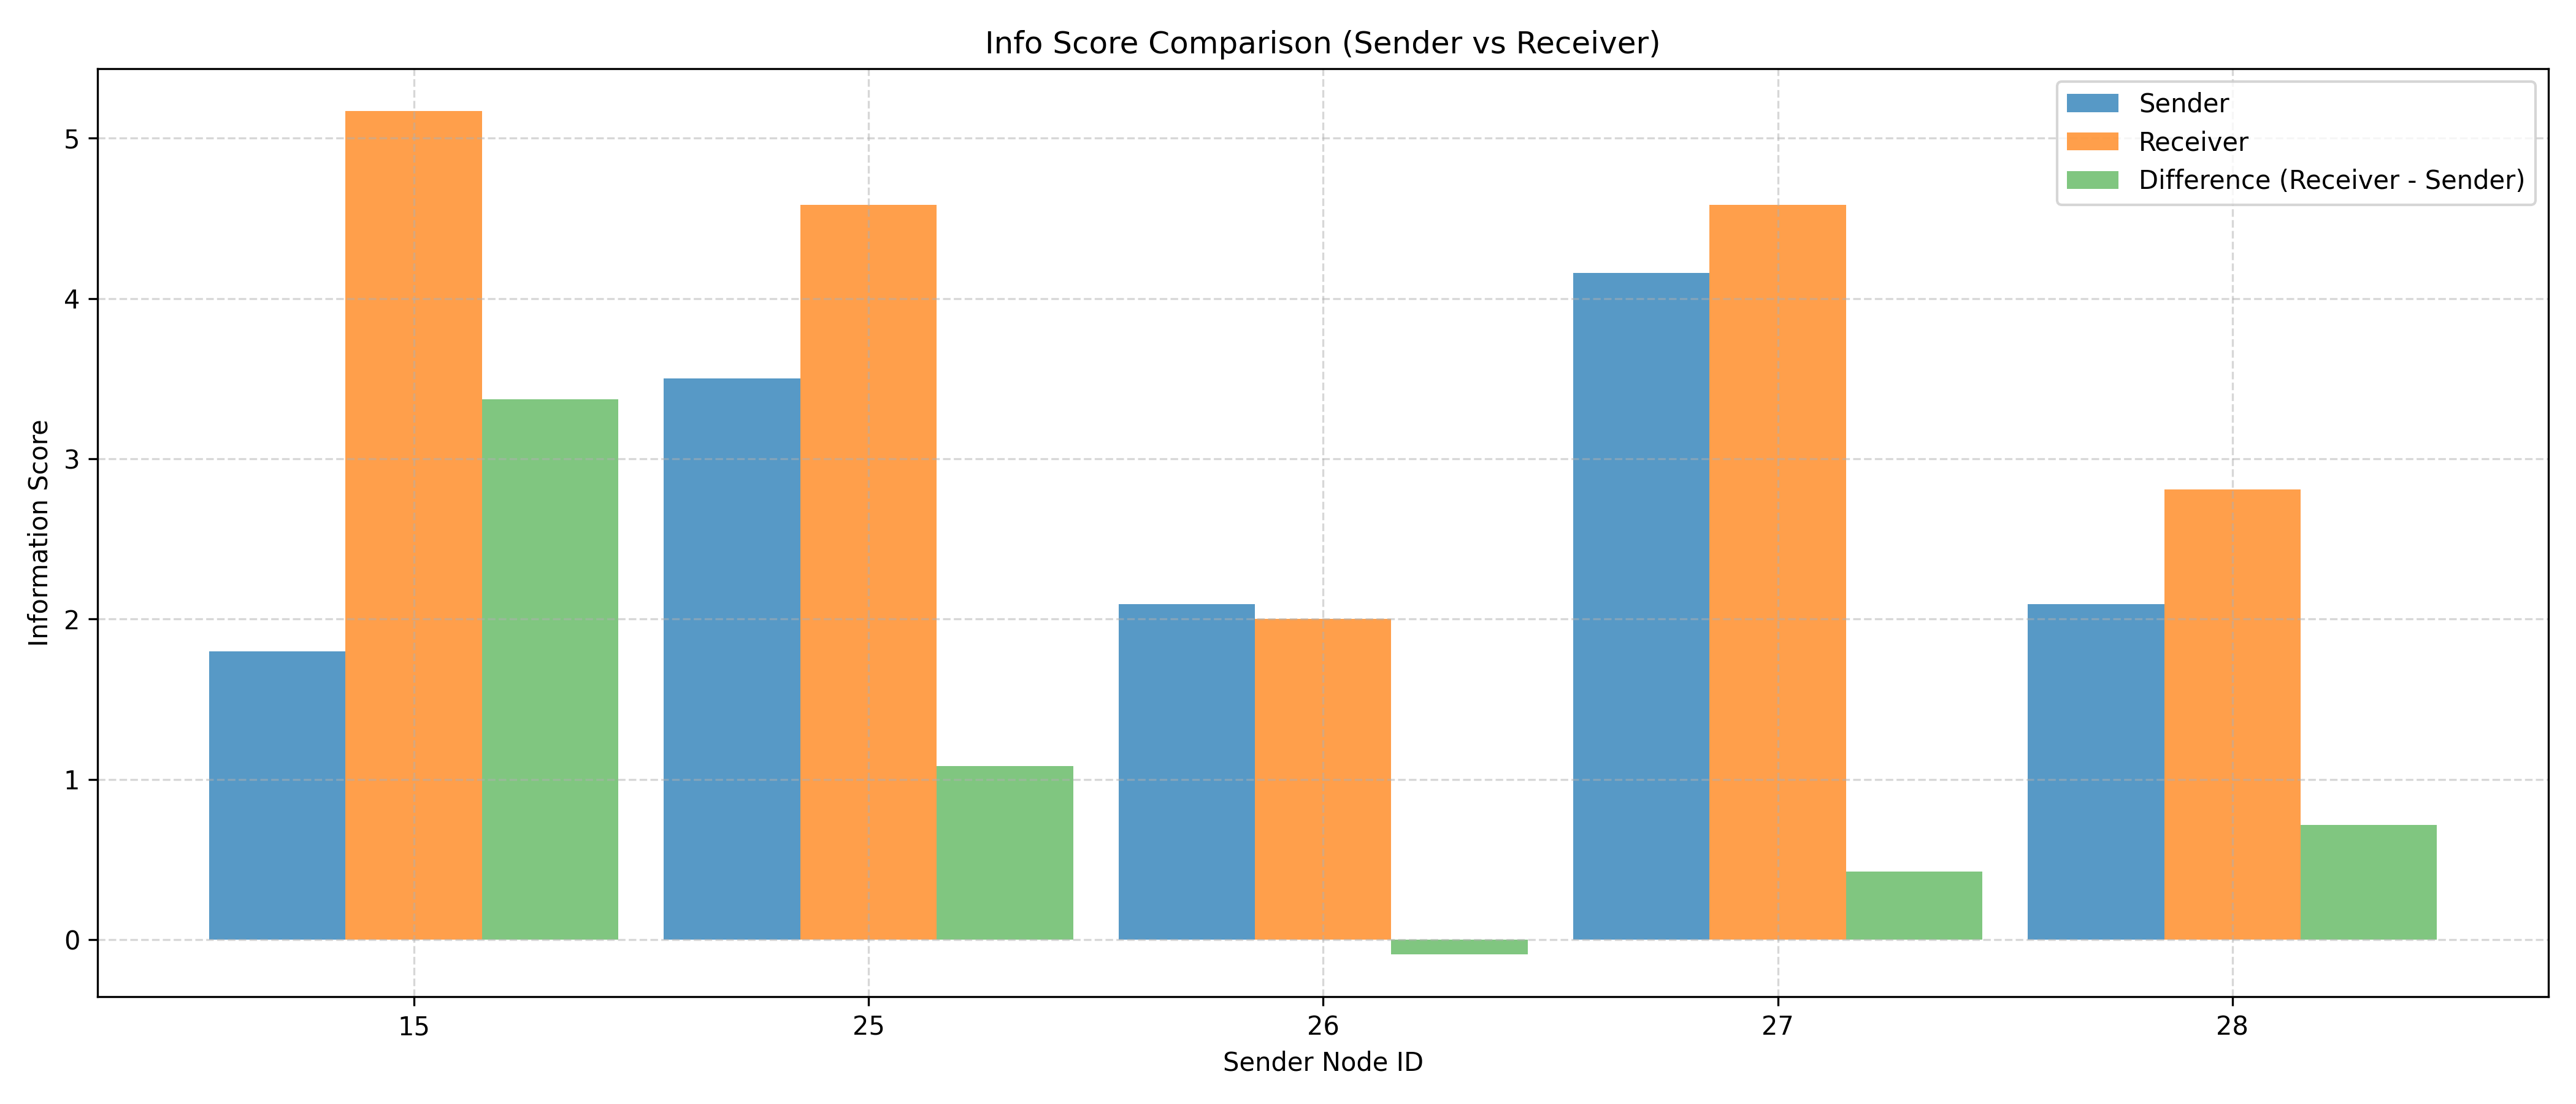 Info Score Comparison (Sender vs Receiver)
Sender
Receiver
Difference (Receiver - Sender)
Information Score
5
4
3
2
1
0
15 25 26 27 28
Sender Node ID